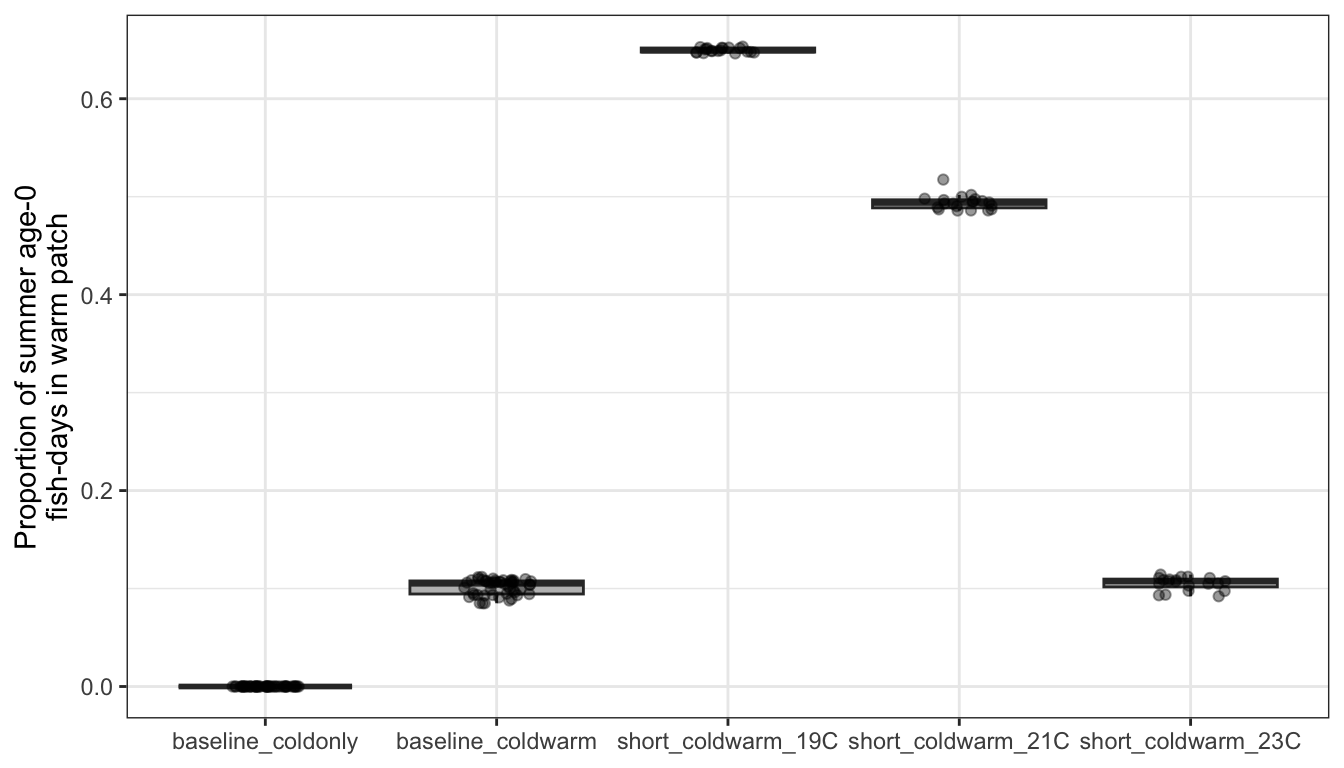 Proportion of summer age-0
fish-days in warm patch
0.6
0.4
0.2
0.0
baseline_coldonly
baseline_coldwarm
short_coldwarm_19C
short_coldwarm_21C
short_coldwarm_23C